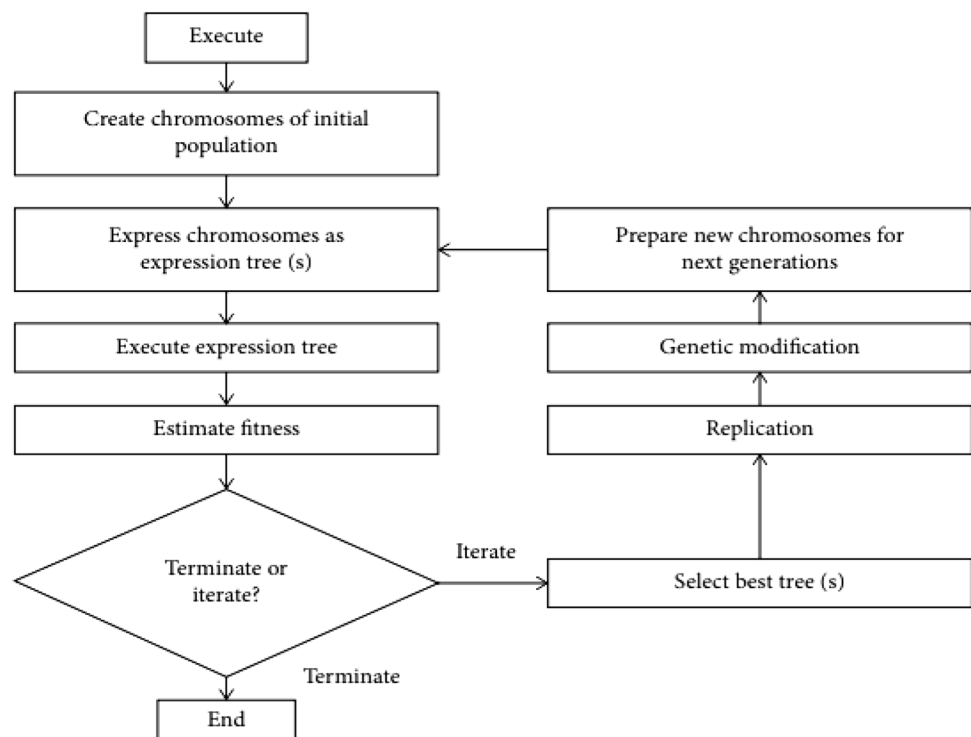 Execute
Create chromosomes of initial
population
Express chromosomes as
expression tree (s)
Execute expression tree
Estimate fitness
Terminate or
iterate?
Terminate
End
Iterate
Select best tree (s)
Replication
Genetic modification
Prepare new chromosomes for
next generations